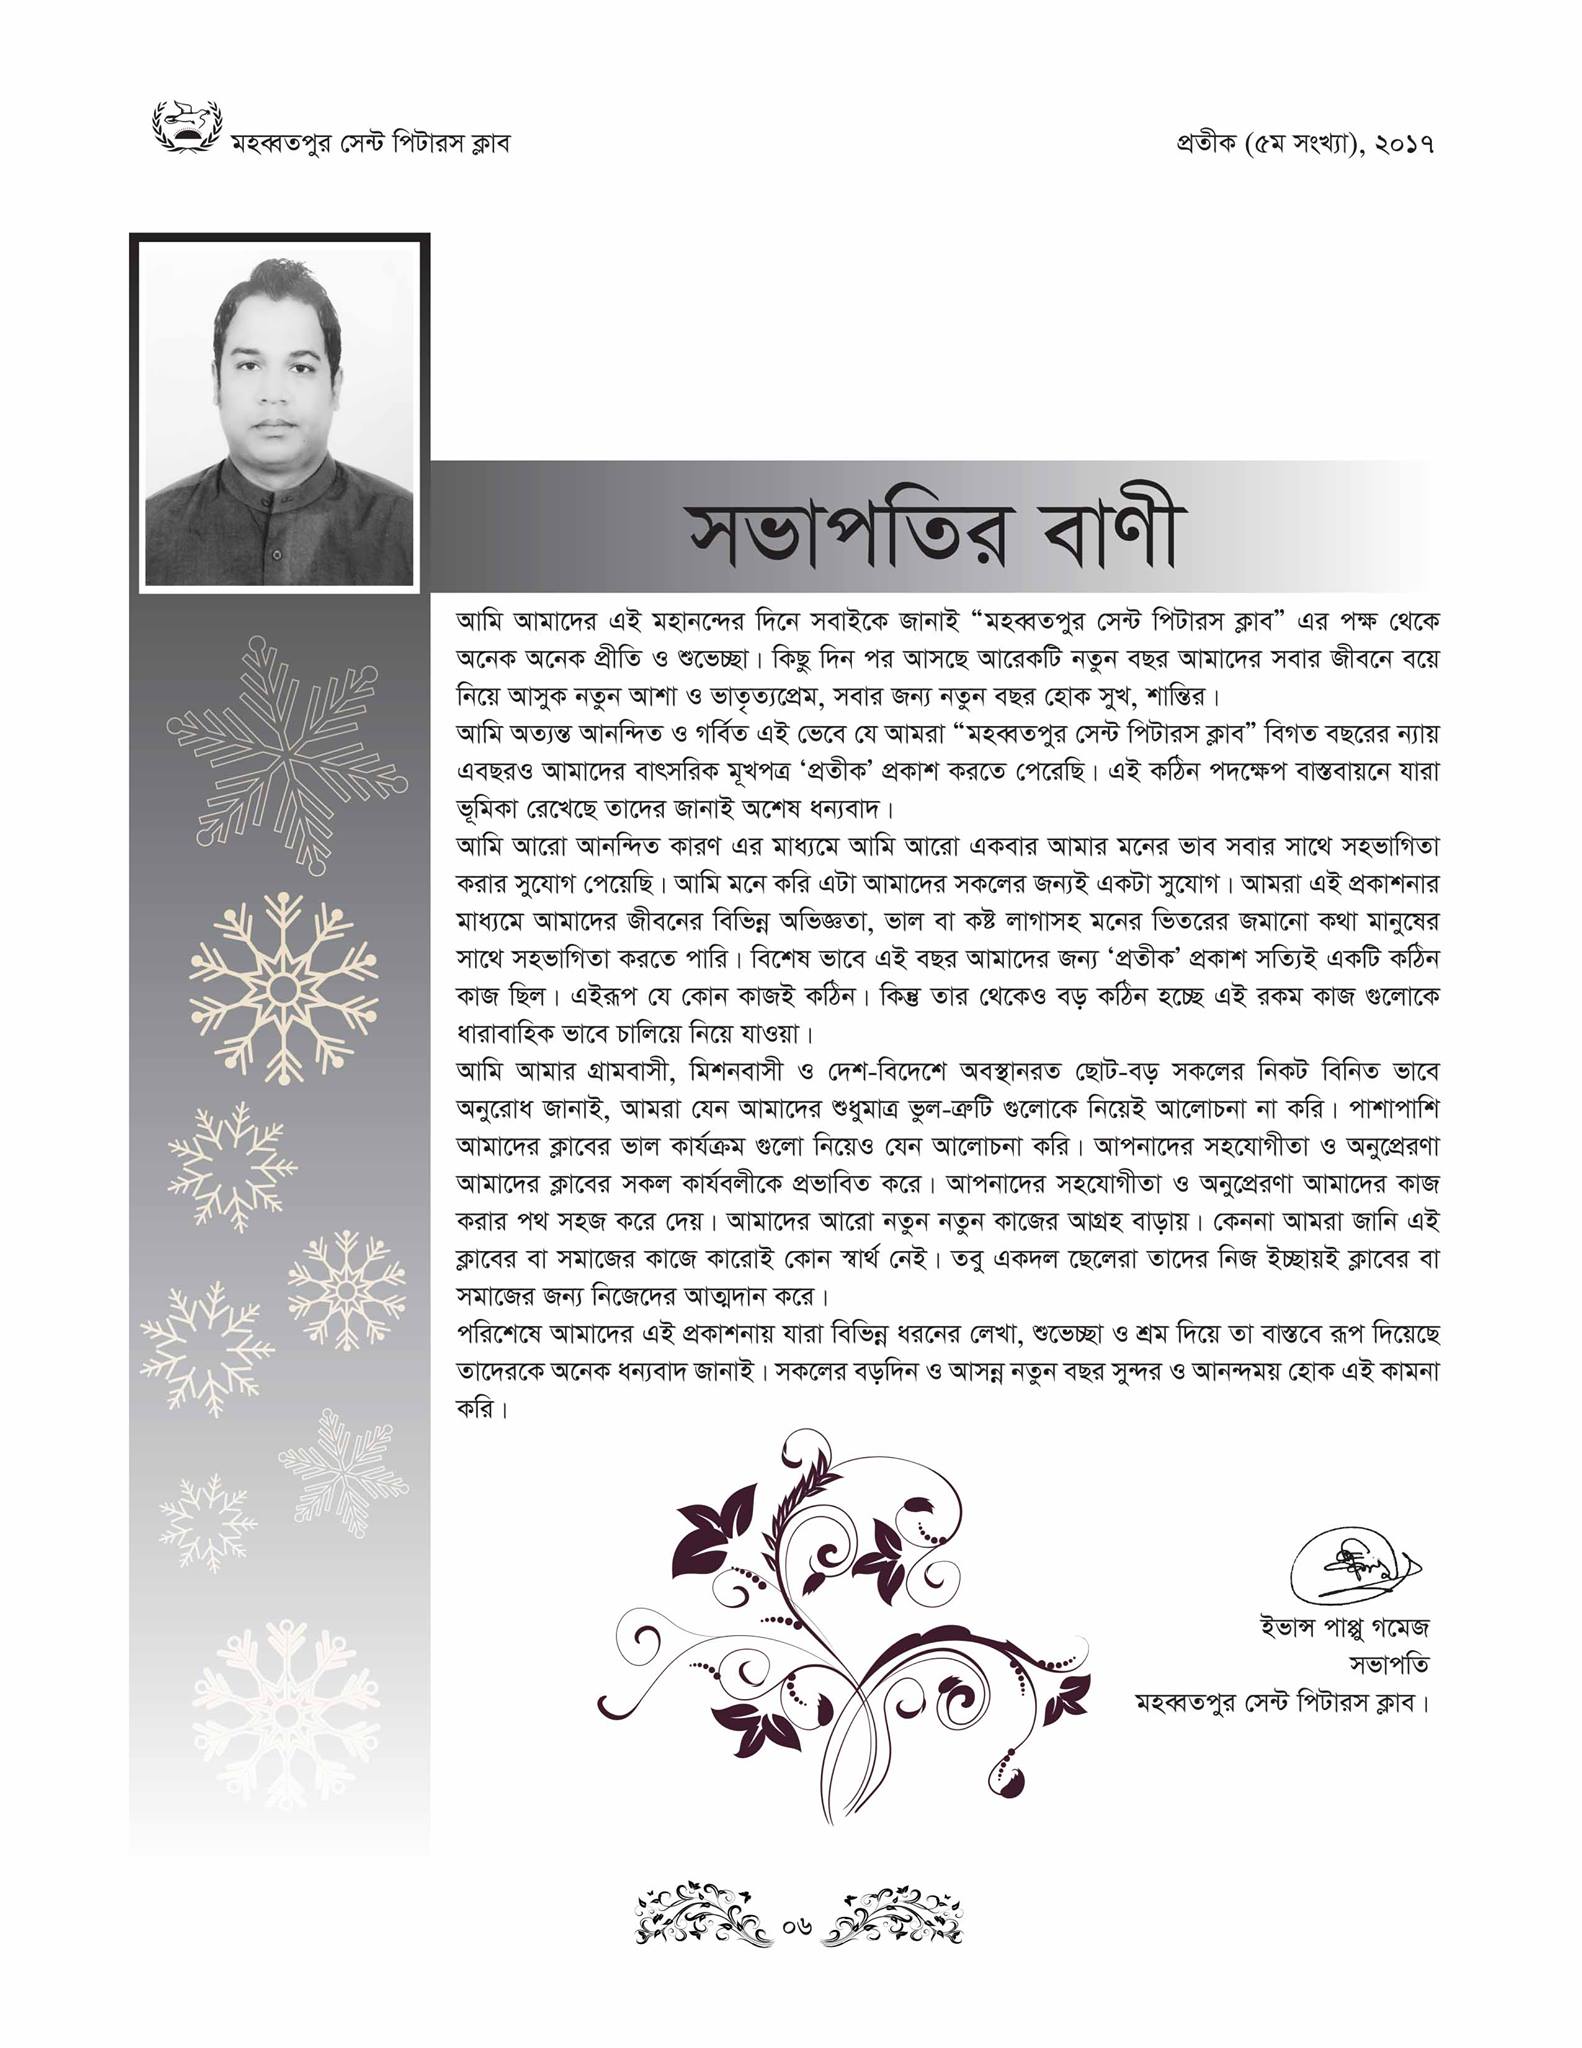 মহব্বতপুর সেন্ট পিটারস ক্লাব
প্রতীক (৫ম সংখ্যা), ২০১৭
সভাপতির বাণী
আমি আমাদের এই মহানন্দের দিনে সবাইকে জানাই “মহব্বতপুর সেন্ট পিটারস ক্লাব” এর পক্ষ থেকে
অনেক অনেক প্রীতি ও শুভেচ্ছা। কিছু দিন পর আসছে আরেকটি নতুন বছর আমাদের সবার জীবনে বয়ে
নিয়ে আসুক নতুন আশা ও ভাতৃত্যপ্রেম, সবার জন্য নতুন বছর হোক সুখ, শান্তির।
আমি অত্যন্ত আনন্দিত ও গর্বিত এই ভেবে যে আমরা “মহব্বতপুর সেন্ট পিটারস ক্লাব” বিগত বছরের ন্যায়
এবছরও আমাদের বাৎসরিক মূখপত্র ‘প্রতীক’ প্রকাশ করতে পেরেছি। এই কঠিন পদক্ষেপ বাস্তবায়নে যারা
ভূমিকা রেখেছে তাদের জানাই অশেষ ধন্যবাদ।
আমি আরো আনন্দিত কারণ এর মাধ্যমে আমি আরো একবার আমার মনের ভাব সবার সাথে সহভাগিতা
করার সুযোগ পেয়েছি। আমি মনে করি এটা আমাদের সকলের জন্যই একটা সুযোগ। আমরা এই প্রকাশনার
মাধ্যমে আমাদের জীবনের বিভিন্ন অভিজ্ঞতা, ভাল বা কষ্ট লাগাসহ মনের ভিতরের জমানো কথা মানুষের
সাথে সহভাগিতা করতে পারি। বিশেষ ভাবে এই বছর আমাদের জন্য ‘প্রতীক’ প্রকাশ সত্যিই একটি কঠিন
কাজ ছিল। এইরূপ যে কোন কাজই কঠিন। কিন্তু তার থেকেও বড় কঠিন হচ্ছে এই রকম কাজ গুলোকে
ধারাবাহিক ভাবে চালিয়ে নিয়ে যাওয়া।
আমি আমার গ্রামবাসী, মিশনবাসী ও দেশ-বিদেশে অবস্থানরত ছোট-বড় সকলের নিকট বিনিত ভাবে
অনুরোধ জানাই, আমরা যেন আমাদের শুধুমাত্র ভুল-ত্রুটি গুলোকে নিয়েই আলোচনা না করি। পাশাপাশি
আমাদের ক্লাবের ভাল কার্যক্রম গুলো নিয়েও যেন আলোচনা করি। আপনাদের সহযোগীতা ও অনুপ্রেরণা
আমাদের ক্লাবের সকল কার্যবলীকে প্রভাবিত করে। আপনাদের সহযোগীতা ও অনুপ্রেরণা আমাদের কাজ
করার পথ সহজ করে দেয়। আমাদের আরো নতুন নতুন কাজের আগ্রহ বাড়ায়। কেননা আমরা জানি এই
ক্লাবের বা সমাজের কাজে কারোই কোন স্বার্থ নেই। তবু একদল ছেলেরা তাদের নিজ ইচ্ছায়ই ক্লাবের বা
সমাজের জন্য নিজেদের আত্মদান করে।
পরিশেষে আমাদের এই প্রকাশনায় যারা বিভিন্ন ধরনের লেখা, শুভেচ্ছা ও শ্রম দিয়ে তা বাস্তবে রূপ দিয়েছে
তাদেরকে অনেক ধন্যবাদ জানাই। সকলের বড়দিন ও আসন্ন নতুন বছর সুন্দর ও আনন্দময় হোক এই কামনা
করি।
ইভান্স পাপ্পু গমেজ
সভাপতি
মহব্বতপুর সেন্ট পিটারস ক্লাব।
০৬